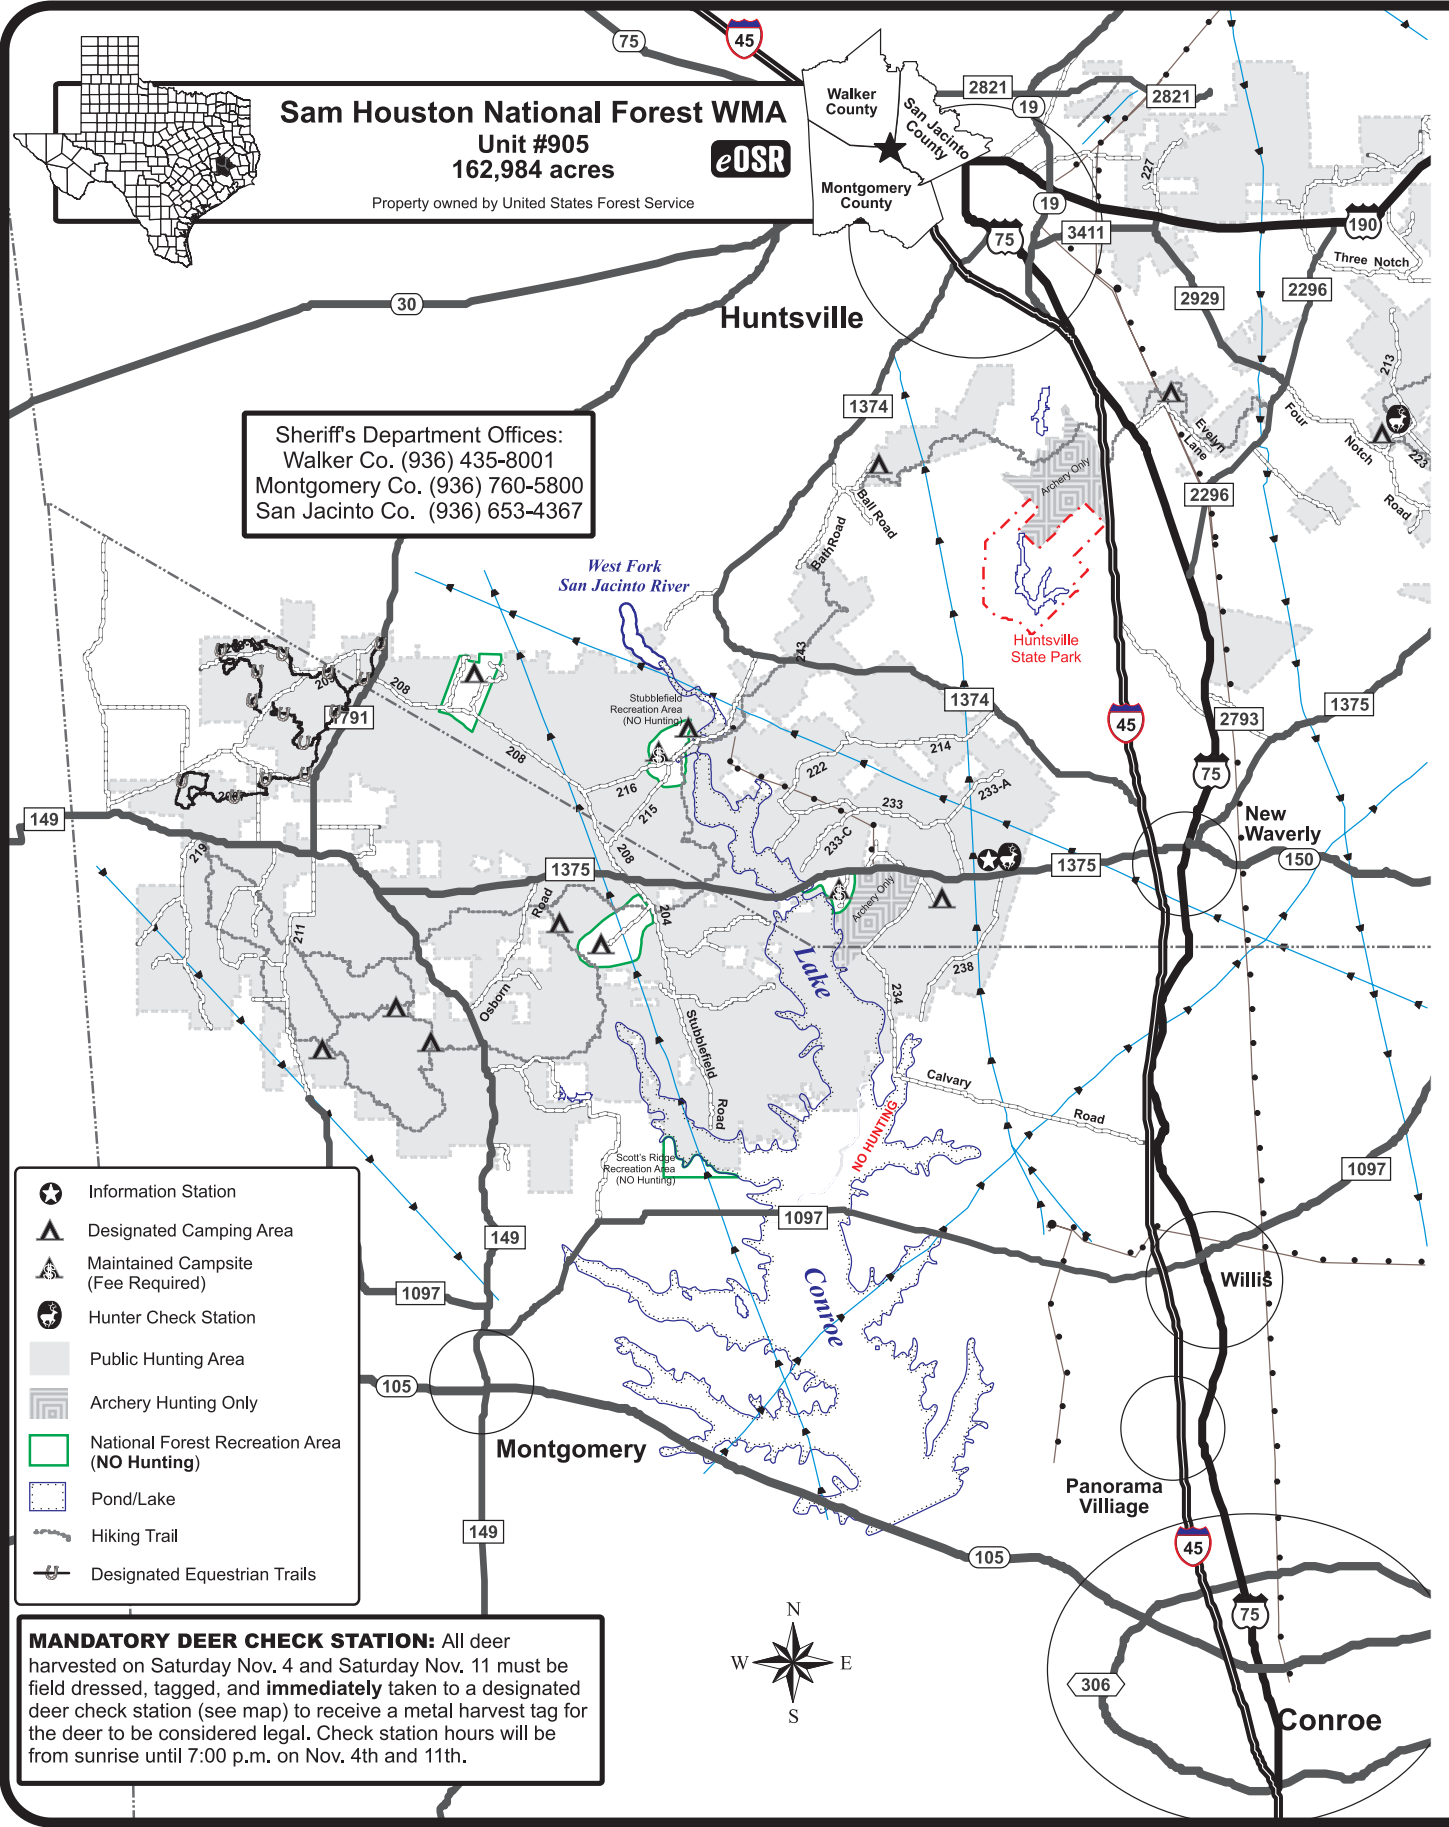 75
45
Sam Houston National Forest WMA
Unit #905
162,984 acres
eOSR
Property owned by United States Forest Service
Walker
County
San Jacinto
County
Montgomery
County
2821
19
2821
227
19
75
3411
190
Three Notch
2929
2296
30
Huntsville
213
1374
Four
Notch
Road
223
Evelyn
Lane
2296
Archery Only
Sheriff's Department Offices:
Walker Co. (936) 435-8001
Montgomery Co. (936) 760-5800
San Jacinto Co. (936) 653-4367
Ball Road
Bath Road
West Fork
San Jacinto River
Huntsville
State Park
243
208
1791
Stubblefield
Recreation Area
(NO Hunting)
1374
45
2793
1375
75
208
214
222
216
215
233
233-A
233-C
208
149
219
New
Waverly
150
1375
1375
Archery Only
Road
Osborn
204
211
Lake
238
234
Stubblefield
Road
Calvary
Road
NO HUNTING
Scott's Ridge
Recreation Area
(NO Hunting)
1097
1097
149
1097
Willis
Conroe
105
Montgomery
Panorama
Villiage
149
45
105
75
306
Conroe
Information Station
Designated Camping Area
Maintained Campsite
(Fee Required)
Hunter Check Station
Public Hunting Area
Archery Hunting Only
National Forest Recreation Area
(NO Hunting)
Pond/Lake
Hiking Trail
Designated Equestrian Trails
N
W
E
S
MANDATORY DEER CHECK STATION: All deer
harvested on Saturday Nov. 4 and Saturday Nov. 11 must be
field dressed, tagged, and immediately taken to a designated
deer check station (see map) to receive a metal harvest tag for
the deer to be considered legal. Check station hours will be
from sunrise until 7:00 p.m. on Nov. 4th and 11th.